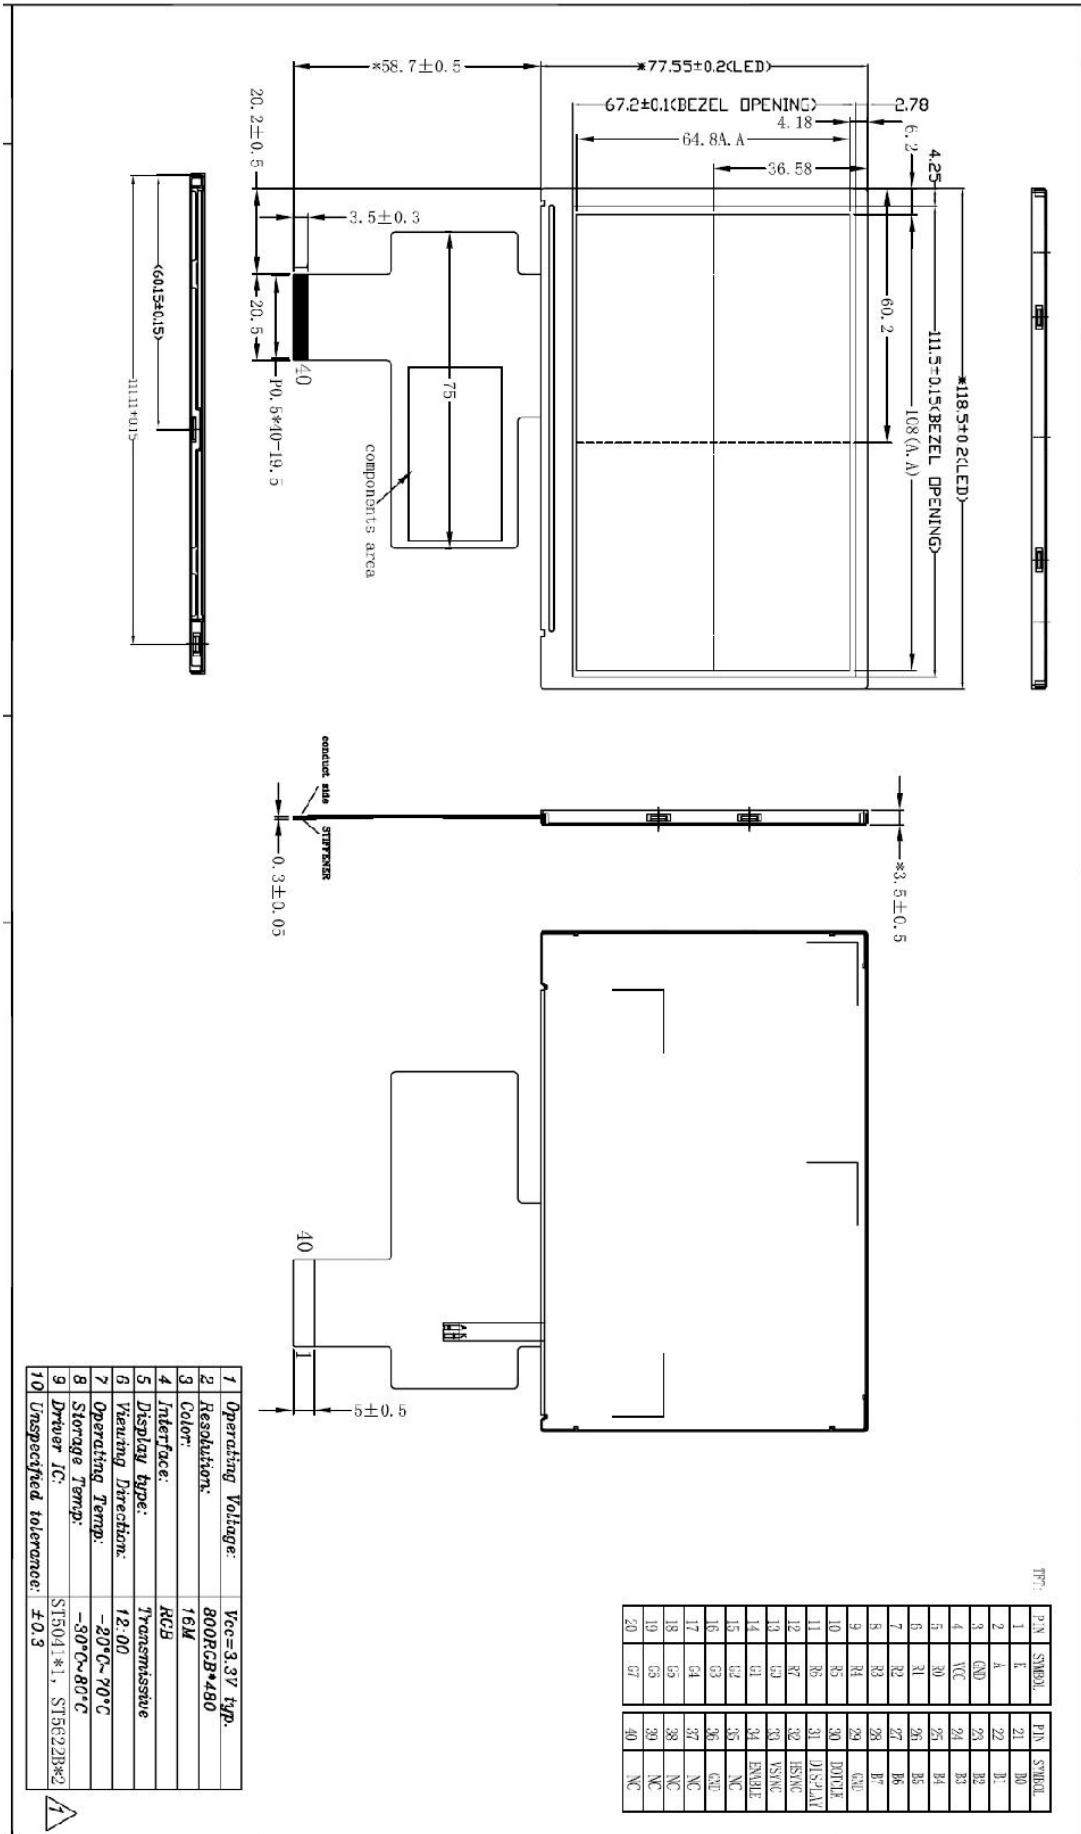 *58.7±0.5
*77.55±0.2(LED)
67.2±0.1(BEZEL OPENING)
2.78
4.18
64.8A.A
36.58
6.2
4.25
20.2±0.5
3.5±0.3
1
20.5
40
P0.5*40-19.5
75
components area
60.2
108(A.A)
111.5±0.15(BEZEL OPENING)
*118.5±0.2(LED)
(60.15±0.15)
111.11±0.15
conduct side
STIFFENER
0.3±0.05
*3.5±0.5
40
1
A K
5±0.5
1 Operating Voltage: Vcc=3.3V typ.
2 Resolution: 800RGB*480
3 Color: 16M
4 Interface: RGB
5 Display type: Transmissive
6 Viewing Direction: 12:00
7 Operating Temp: -20°C~70°C
8 Storage Temp: -30°C~80°C
9 Driver IC: ST5041*1, ST5622B*2
10 Unspecified tolerance: ±0.3
1
TFT:
PIN SYMBOL PIN SYMBOL
1 K 21 B0
2 A 22 B1
3 GND 23 B2
4 VCC 24 B3
5 R0 25 B4
6 R1 26 B5
7 R2 27 B6
8 R3 28 B7
9 R4 29 GND
10 R5 30 DOTCLK
11 R6 31 DISPLAY
12 R7 32 HSYNC
13 G0 33 VSYNC
14 G1 34 ENABLE
15 G2 35 NC
16 G3 36 GND
17 G4 37 NC
18 G5 38 NC
19 G6 39 NC
20 G7 40 NC